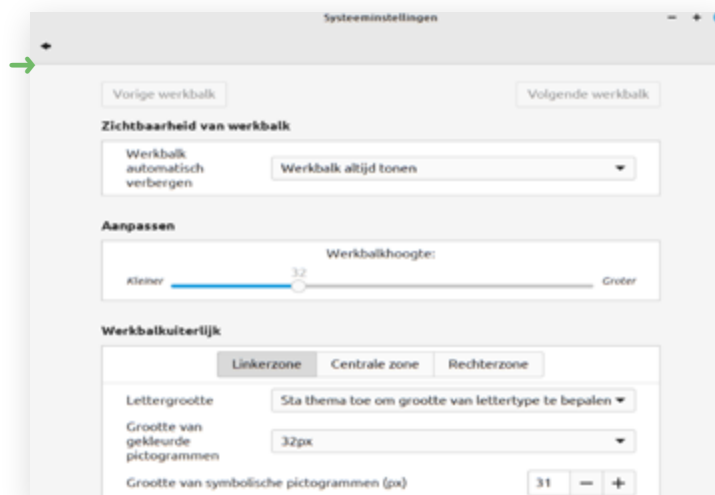 Systeeminstellingen
Vorige werkbalk
Volgende werkbalk
Zichtbaarheid van werkbalk
Werkbalk
automatisch
verbergen
Werkbalk altijd tonen
Aanpassen
Werkbalkhoogte:
32
Kleiner
Groter
Werkbalkuiterlijk
Linkerzone
Centrale zone
Rechterzone
Lettergrootte
Sta thema toe om grootte van lettertype te bepalen
Grootte van
gekleurde
pictogrammen
32px
Grootte van symbolische pictogrammen (px)
31